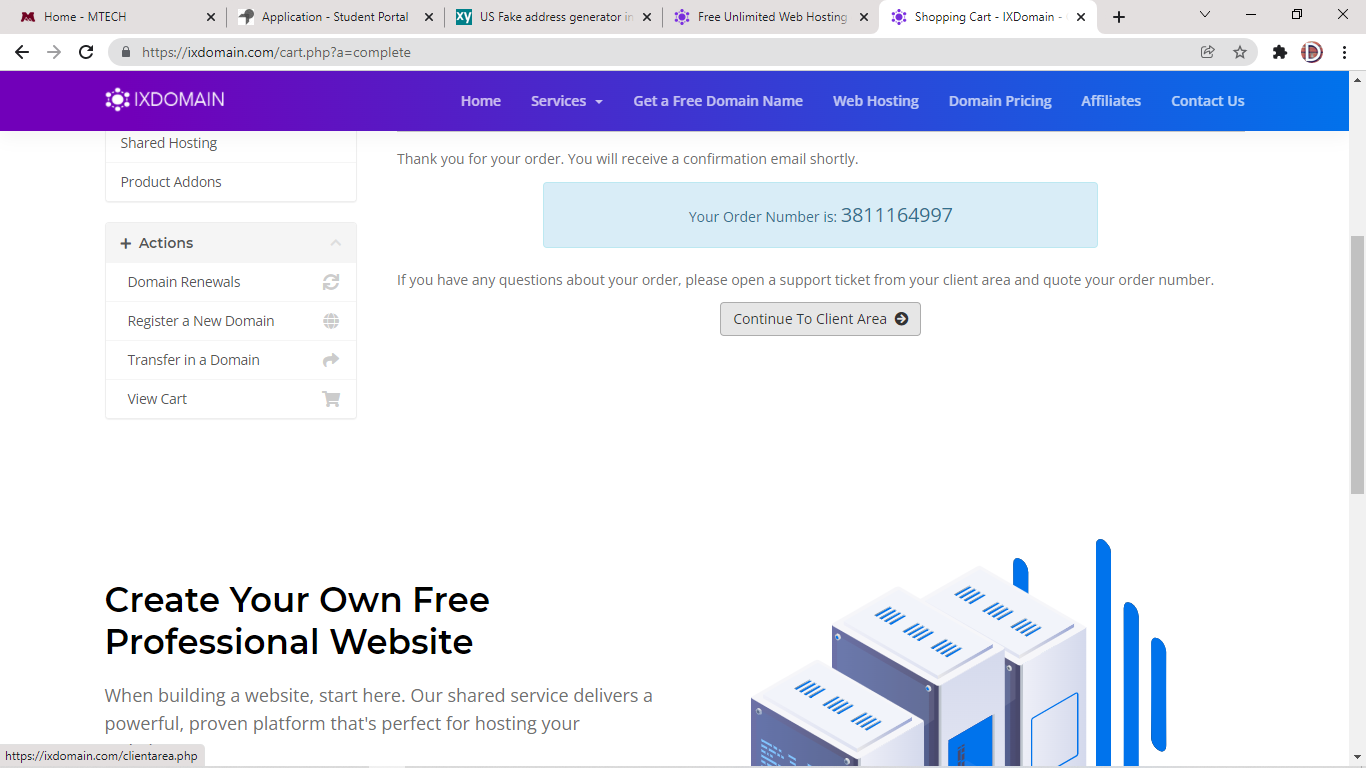 Home - MTECH
Application - Student Portal
US Fake address generator in
Free Unlimited Web Hosting
Shopping Cart - IXDomain -
https://ixdomain.com/cart.php?a=complete
IXDOMAIN
Home
Services
Get a Free Domain Name
Web Hosting
Domain Pricing
Affiliates
Contact Us
Shared Hosting
Product Addons
Actions
Domain Renewals
Register a New Domain
Transfer in a Domain
View Cart
Thank you for your order. You will receive a confirmation email shortly.
Your Order Number is: 3811164997
If you have any questions about your order, please open a support ticket from your client area and quote your order number.
Continue To Client Area
Create Your Own Free
Professional Website
When building a website, start here. Our shared service delivers a
powerful, proven platform that's perfect for hosting your
https://ixdomain.com/clientarea.php